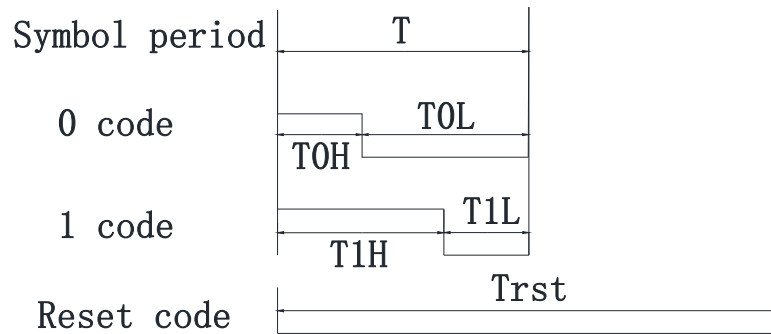 Symbol period T
0 code T0L
T0H
1 code T1L
T1H
Reset code Trst